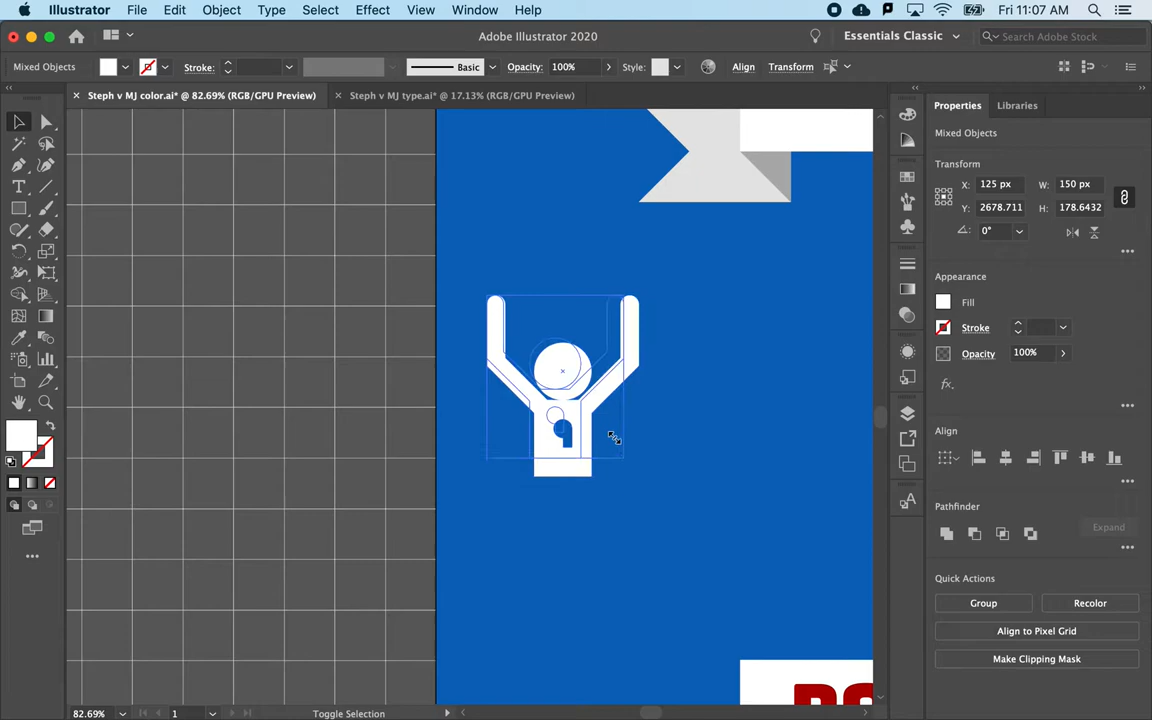 Illustrator File Edit Object Type Select Effect View Window Help Fri 11:07 AM
Adobe Illustrator 2020 Essentials Classic Search Adobe Stock
Mixed Objects Stroke: Basic Opacity: 100% Style: Align Transform
Steph v MJ color.ai* @ 82.69% (RGB/GPU Preview) Steph v MJ type.ai* @ 17.13% (RGB/GPU Preview)
Properties Libraries
Mixed Objects
Transform
X: 125 px W: 150 px
Y: 2678.711 H: 178.6432
0°
Appearance
Fill
Stroke
Opacity 100%
fx.
Align
Pathfinder
Expand
Quick Actions
Group Recolor
Align to Pixel Grid
Make Clipping Mask
82.69% 1 Toggle Selection